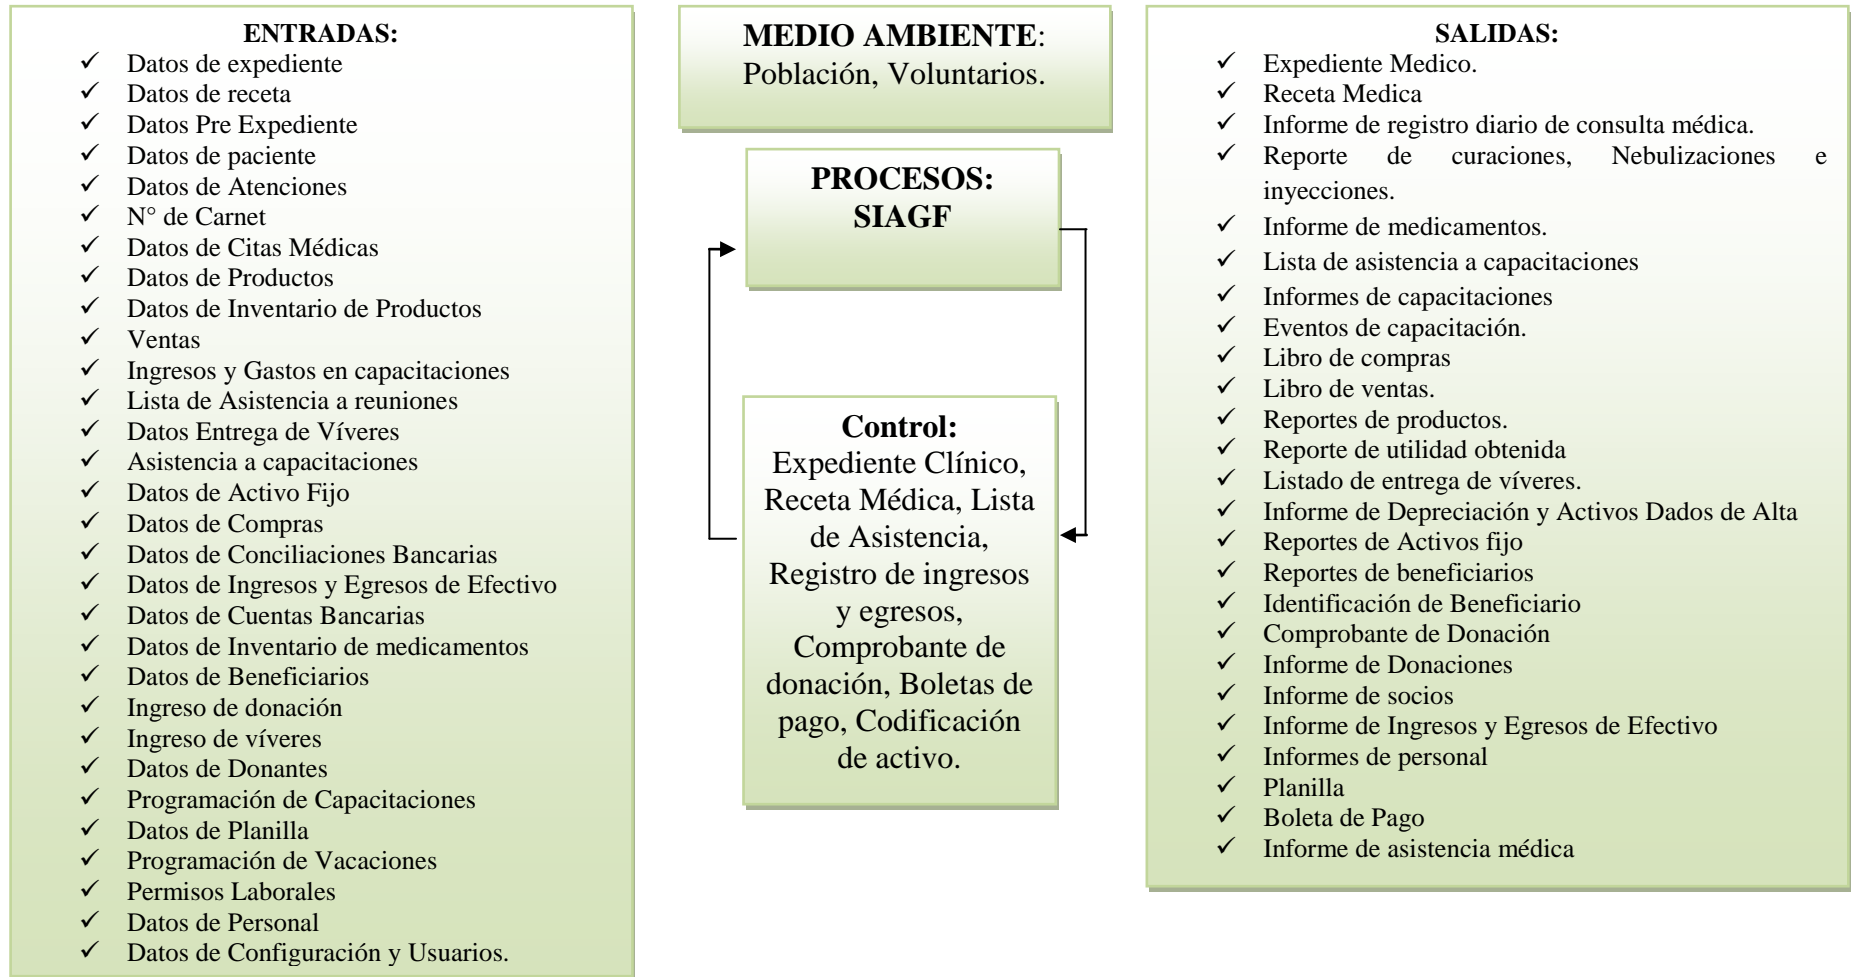 ENTRADAS:
✓ Datos de expediente
✓ Datos de receta
✓ Datos Pre Expediente
✓ Datos de paciente
✓ Datos de Atenciones
✓ N° de Carnet
✓ Datos de Citas Médicas
✓ Datos de Productos
✓ Datos de Inventario de Productos
✓ Ventas
✓ Ingresos y Gastos en capacitaciones
✓ Lista de Asistencia a reuniones
✓ Datos Entrega de Víveres
✓ Asistencia a capacitaciones
✓ Datos de Activo Fijo
✓ Datos de Compras
✓ Datos de Conciliaciones Bancarias
✓ Datos de Ingresos y Egresos de Efectivo
✓ Datos de Cuentas Bancarias
✓ Datos de Inventario de medicamentos
✓ Datos de Beneficiarios
✓ Ingreso de donación
✓ Ingreso de víveres
✓ Datos de Donantes
✓ Programación de Capacitaciones
✓ Datos de Planilla
✓ Programación de Vacaciones
✓ Permisos Laborales
✓ Datos de Personal
✓ Datos de Configuración y Usuarios.
MEDIO AMBIENTE:
Población, Voluntarios.
PROCESOS:
SIAGF
Control:
Expediente Clínico,
Receta Médica, Lista
de Asistencia,
Registro de ingresos
y egresos,
Comprobante de
donación, Boletas de
pago, Codificación
de activo.
SALIDAS:
✓ Expediente Medico.
✓ Receta Medica
✓ Informe de registro diario de consulta médica.
✓ Reporte de curaciones, Nebulizaciones e
inyecciones.
✓ Informe de medicamentos.
✓ Lista de asistencia a capacitaciones
✓ Informes de capacitaciones
✓ Eventos de capacitación.
✓ Libro de compras
✓ Libro de ventas.
✓ Reportes de productos.
✓ Reporte de utilidad obtenida
✓ Listado de entrega de víveres.
✓ Informe de Depreciación y Activos Dados de Alta
✓ Reportes de Activos fijo
✓ Reportes de beneficiarios
✓ Identificación de Beneficiario
✓ Comprobante de Donación
✓ Informe de Donaciones
✓ Informe de socios
✓ Informe de Ingresos y Egresos de Efectivo
✓ Informes de personal
✓ Planilla
✓ Boleta de Pago
✓ Informe de asistencia médica